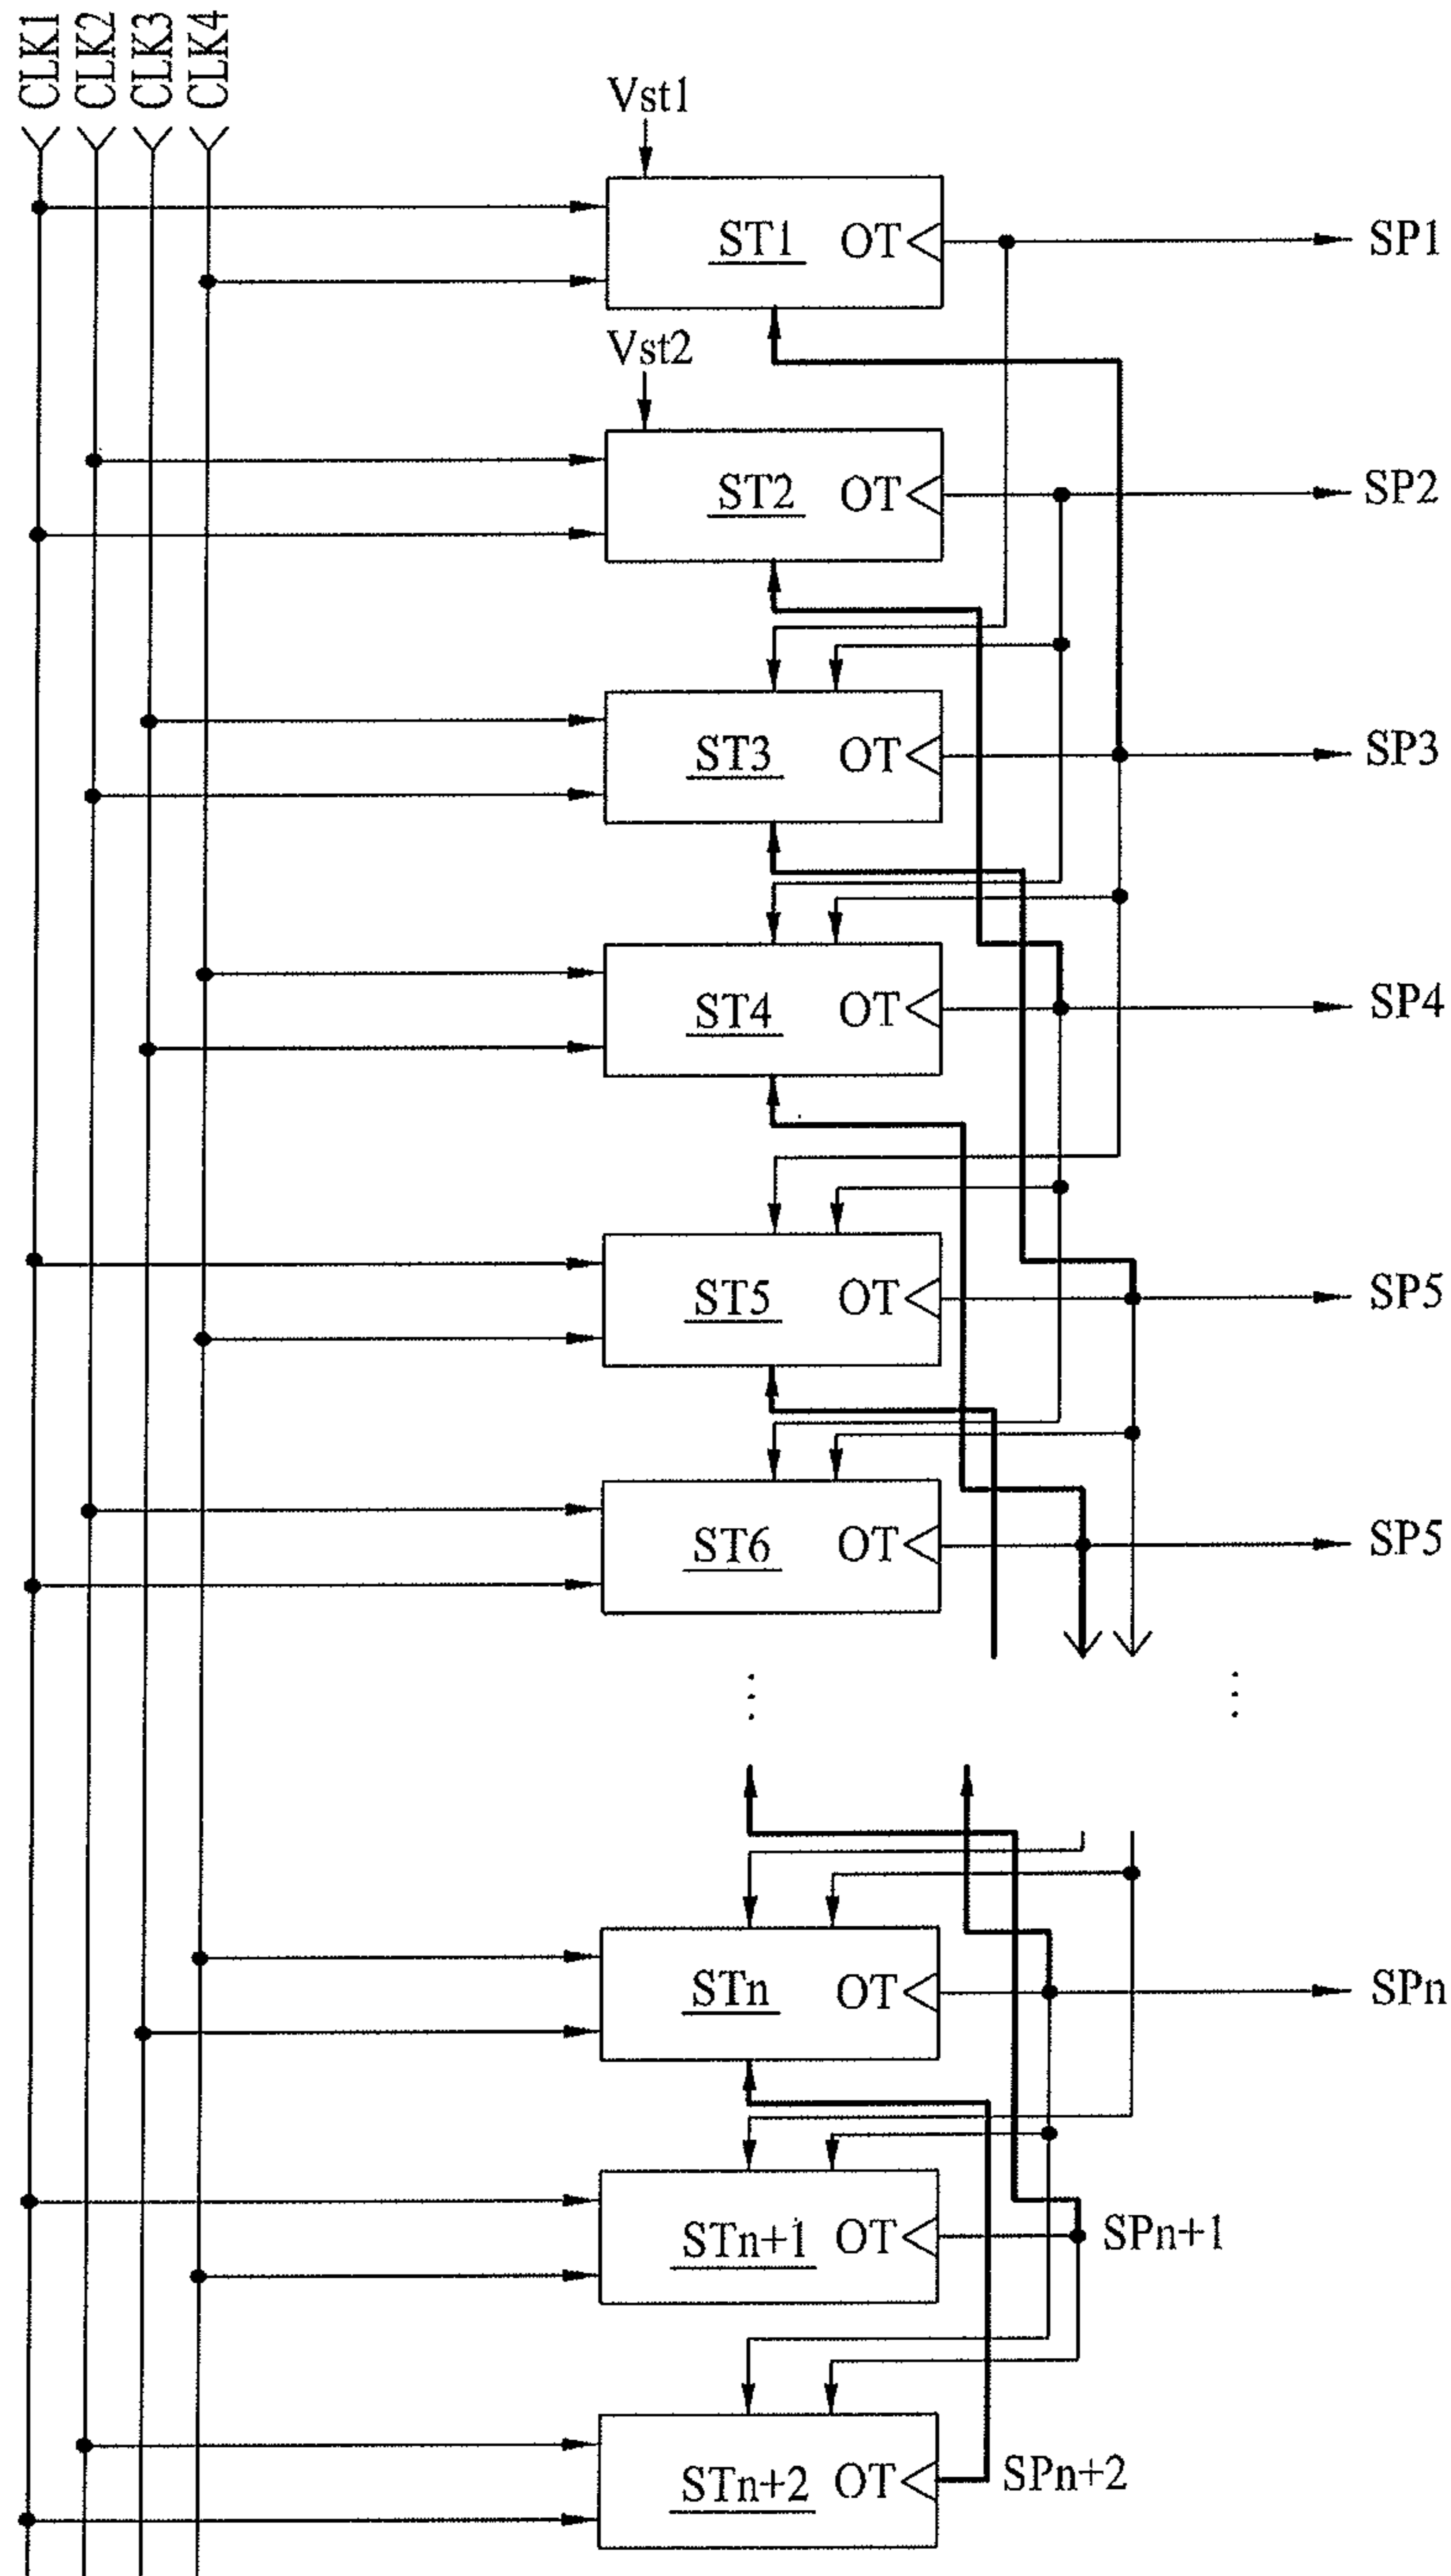 CLK1
CLK2
CLK3
CLK4
Vst1
ST1 OT
SP1
Vst2
ST2 OT
SP2
ST3 OT
SP3
ST4 OT
SP4
ST5 OT
SP5
ST6 OT
SP5
STn OT
SPn
STn+1 OT
SPn+1
STn+2 OT
SPn+2